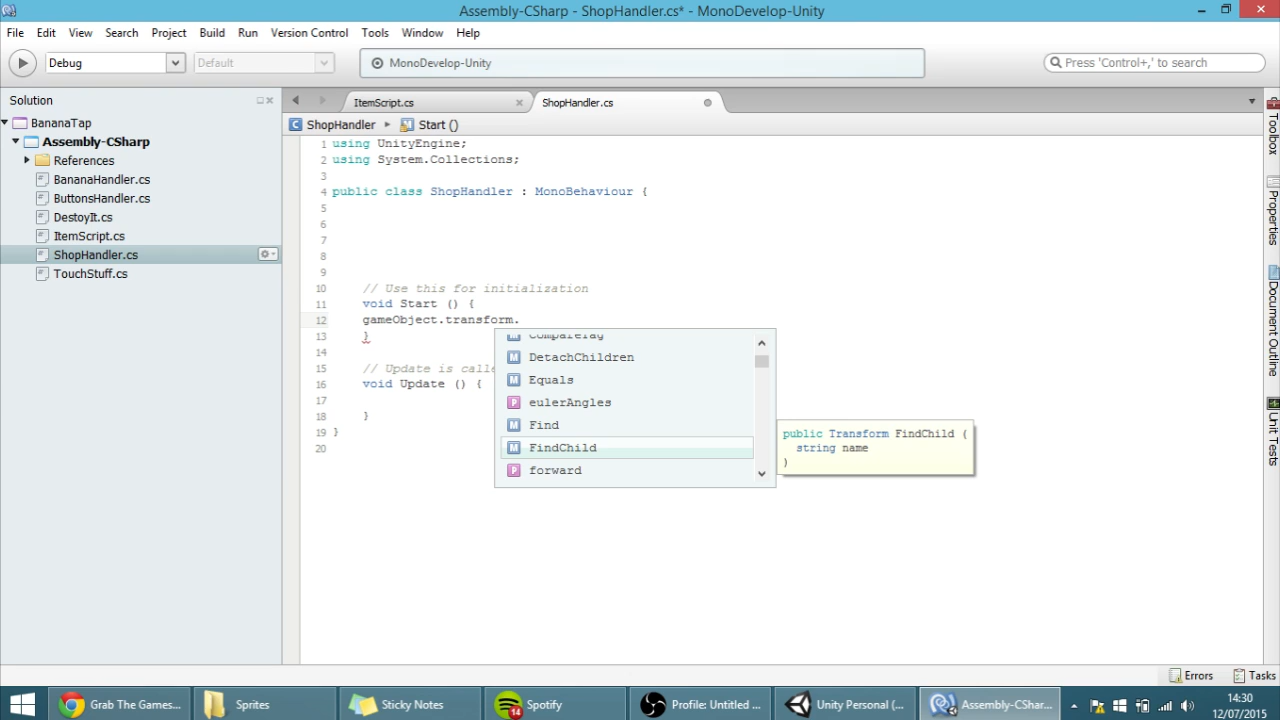 Assembly-CSharp - ShopHandler.cs* - MonoDevelop-Unity
File Edit View Search Project Build Run Version Control Tools Window Help
Debug Default MonoDevelop-Unity Press 'Control+,' to search
Solution
ItemScript.cs ShopHandler.cs
ShopHandler Start ()
BananaTap
Assembly-CSharp
References
BananaHandler.cs
ButtonsHandler.cs
DestoyIt.cs
ItemScript.cs
ShopHandler.cs
TouchStuff.cs
1 using UnityEngine;
2 using System.Collections;
3
4 public class ShopHandler : MonoBehaviour {
5
6
7
8
9
10 // Use this for initialization
11 void Start () {
12 gameObject.transform.
13 }
14
15 // Update is calle
16 void Update () {
17
18 }
19 }
20
CompareTag
DetachChildren
Equals
eulerAngles
Find
FindChild
forward
public Transform FindChild (
string name
)
Toolbox
Properties
Document Outline
Unit Tests
Errors Tasks
Grab The Games... Sprites Sticky Notes 14 Spotify Profile: Untitled ... Unity Personal (... Assembly-CShar...
14:30
12/07/2015